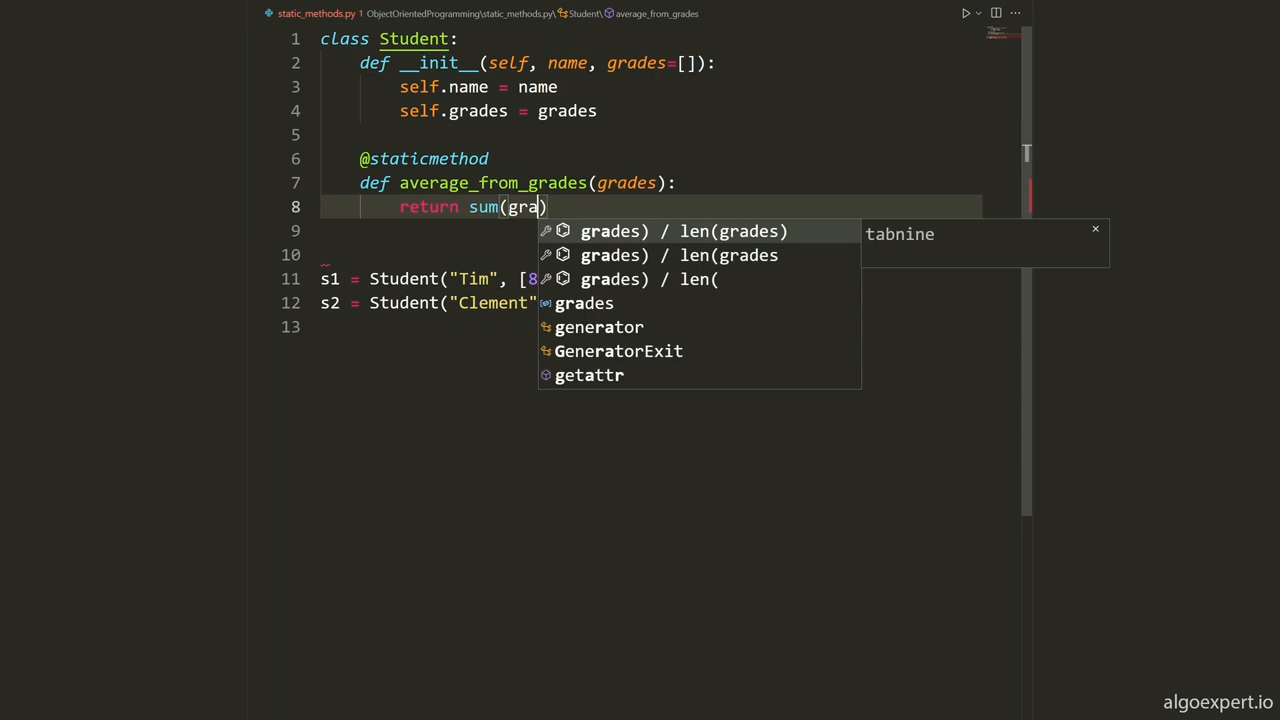 static_methods.py 1 ObjectOrientedProgramming\static_methods.py\Student\average_from_grades
1 class Student:
2 def __init__(self, name, grades=[]):
3 self.name = name
4 self.grades = grades
5
6 @staticmethod
7 def average_from_grades(grades):
8 return sum(gra)
9 grades) / len(grades) tabnine ×
10 grades) / len(grades
11 s1 = Student("Tim", [8 grades) / len(
12 s2 = Student("Clement" grades
13 generator
GeneratorExit
getattr
algoexpert.io